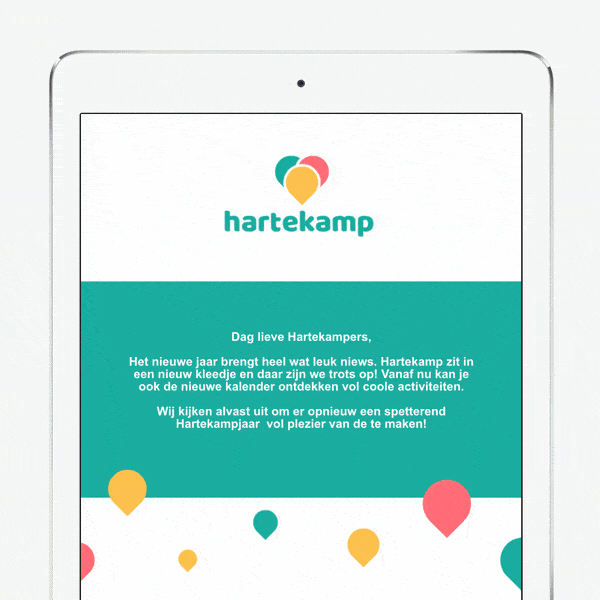 hartekamp
Dag lieve Hartekampers,
Het nieuwe jaar brengt heel wat leuk niews. Hartekamp zit in
een nieuw kleedje en daar zijn we trots op! Vanaf nu kan je
ook de nieuwe kalender ontdekken vol coole activiteiten.
Wij kijken alvast uit om er opnieuw een spetterend
Hartekampjaar  vol plezier van de te maken!